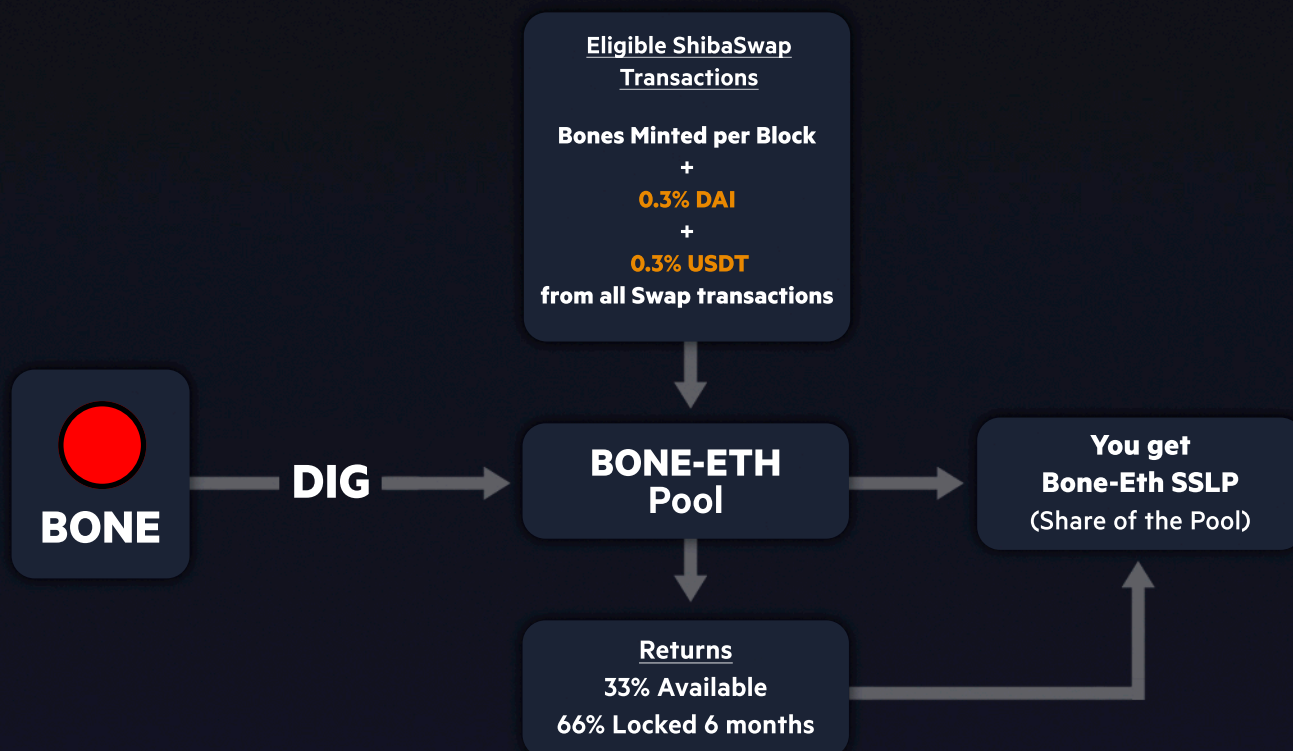 Eligible ShibaSwap
Transactions
Bones Minted per Block
+
0.3% DAI
+
0.3% USDT
from all Swap transactions
BONE
DIG
BONE-ETH
Pool
You get
Bone-Eth SSLP
(Share of the Pool)
Returns
33% Available
66% Locked 6 months